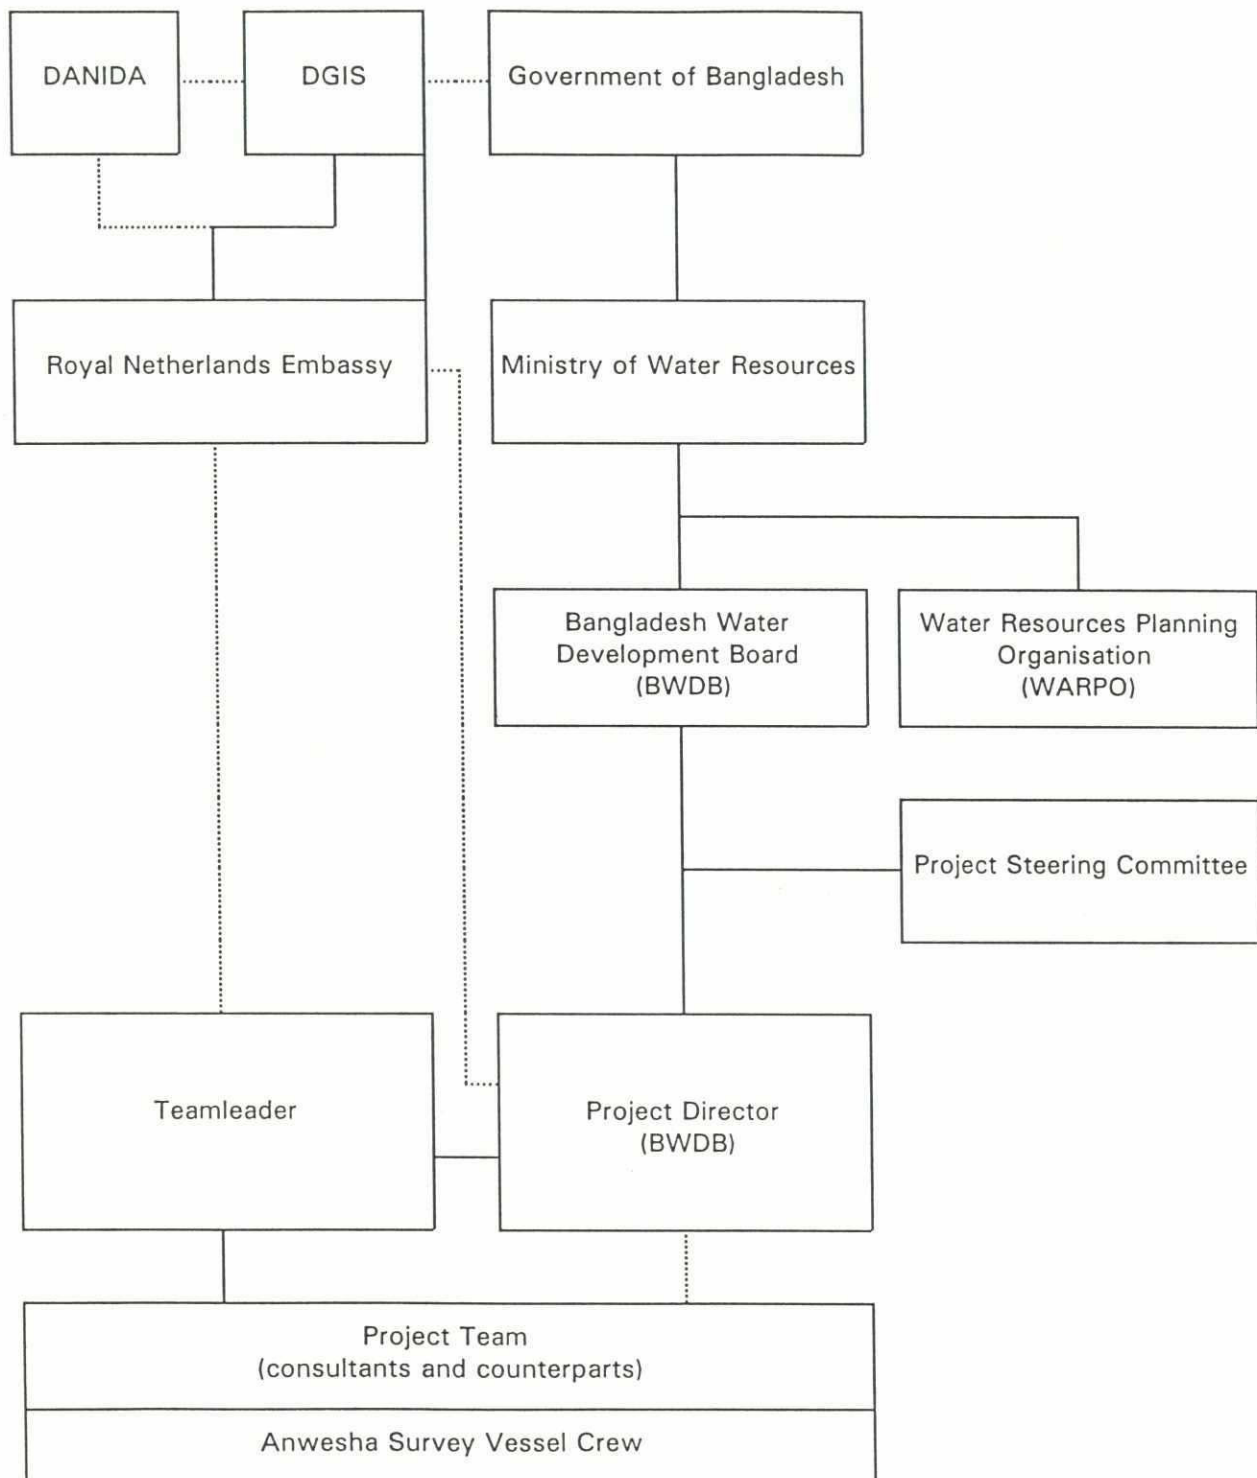 DANIDA
DGIS
Government of Bangladesh
Royal Netherlands Embassy
Ministry of Water Resources
Bangladesh Water
Development Board
(BWDB)
Water Resources Planning
Organisation
(WARPO)
Project Steering Committee
Teamleader
Project Director
(BWDB)
Project Team
(consultants and counterparts)
Anwesha Survey Vessel Crew